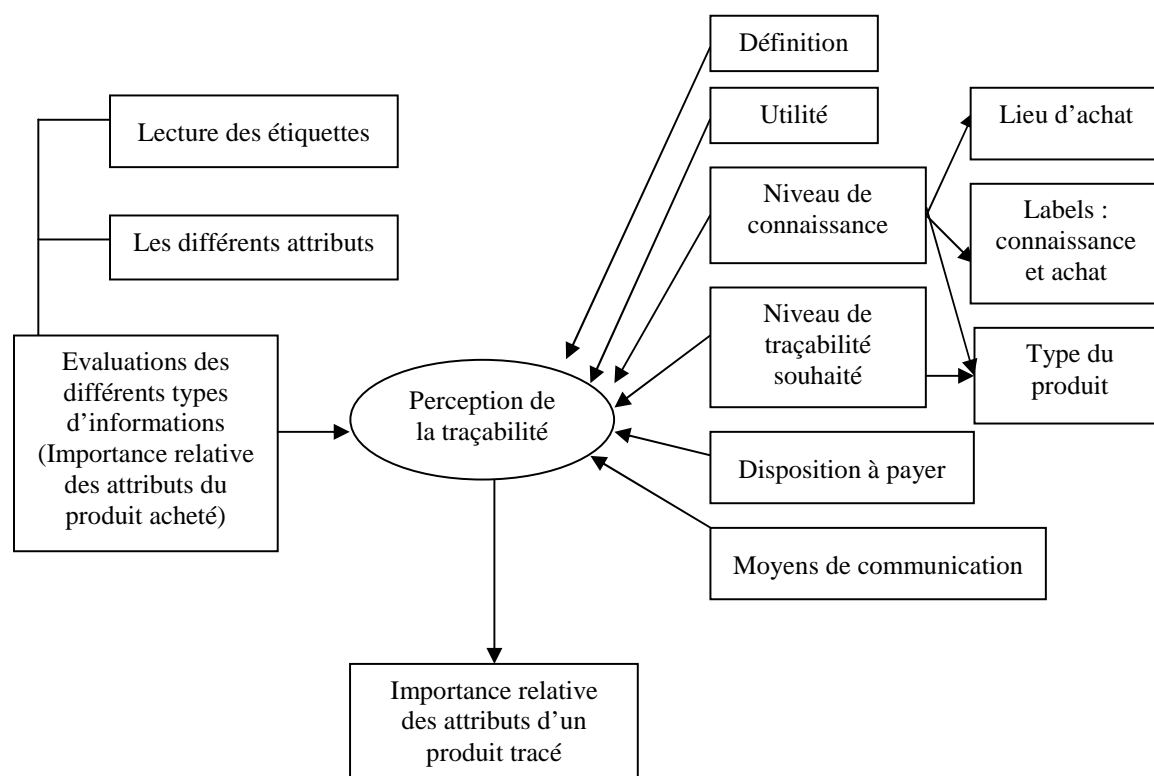 Définition
Utilité
Lieu d’achat
Lecture des étiquettes
Niveau de
connaissance
Labels :
connaissance
et achat
Les différents attributs
Niveau de
traçabilité
souhaité
Type du
produit
Evaluations des
différents types
d’informations
(Importance relative
des attributs du
produit acheté)
Perception de
la traçabilité
Disposition à payer
Moyens de communication
Importance relative
des attributs d’un
produit tracé